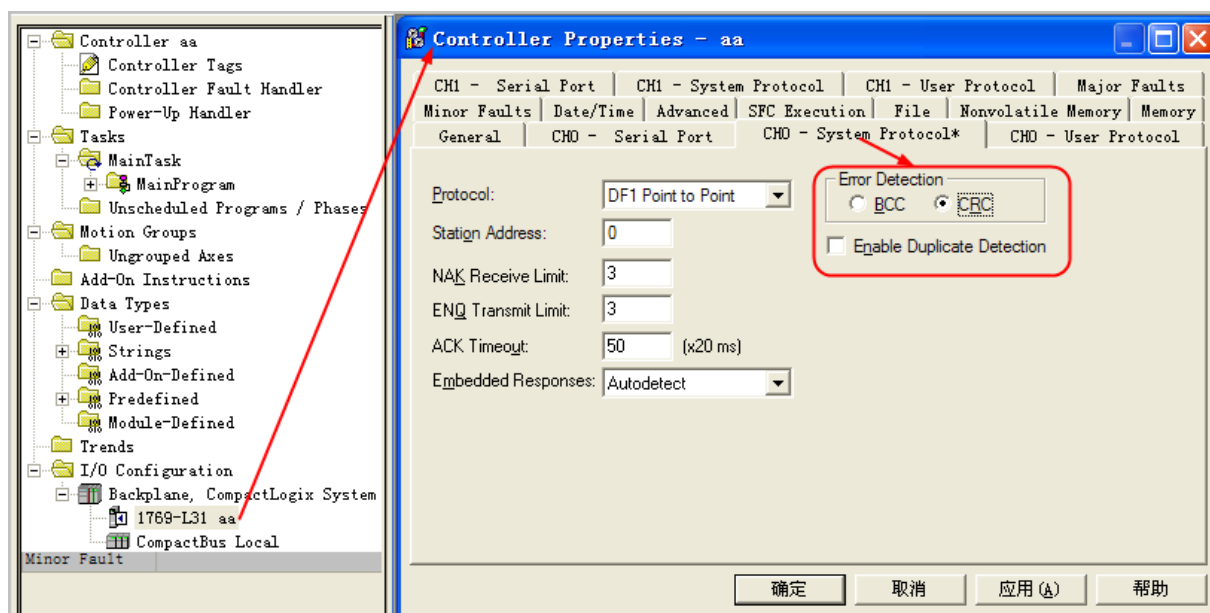 Controller aa
Controller Tags
Controller Fault Handler
Power-Up Handler
Tasks
MainTask
MainProgram
Unscheduled Programs / Phases
Motion Groups
Ungrouped Axes
Add-On Instructions
Data Types
User-Defined
Strings
Add-On-Defined
Predefined
Module-Defined
Trends
I/O Configuration
Backplane, CompactLogix System
1769-L31 aa
CompactBus Local
Minor Fault
Controller Properties - aa
CH1 - Serial Port CH1 - System Protocol CH1 - User Protocol Major Faults
Minor Faults Date/Time Advanced SFC Execution File Nonvolatile Memory Memory
General CH0 - Serial Port CH0 - System Protocol* CH0 - User Protocol
Protocol: DF1 Point to Point
Station Address: 0
NAK Receive Limit: 3
ENQ Transmit Limit: 3
ACK Timeout: 50 (x20 ms)
Embedded Responses: Autodetect
Error Detection
BCC CRC
Enable Duplicate Detection
确定 取消 应用(A) 帮助